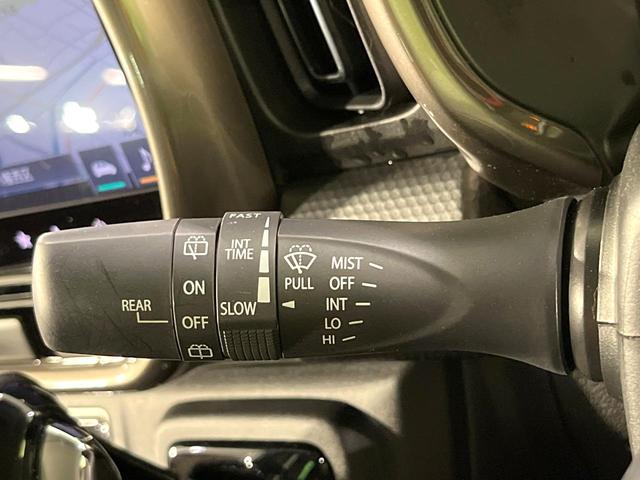 FAST
INT
TIME
SLOW
ON
REAR
OFF
PULL
MIST
OFF
INT
LO
HI